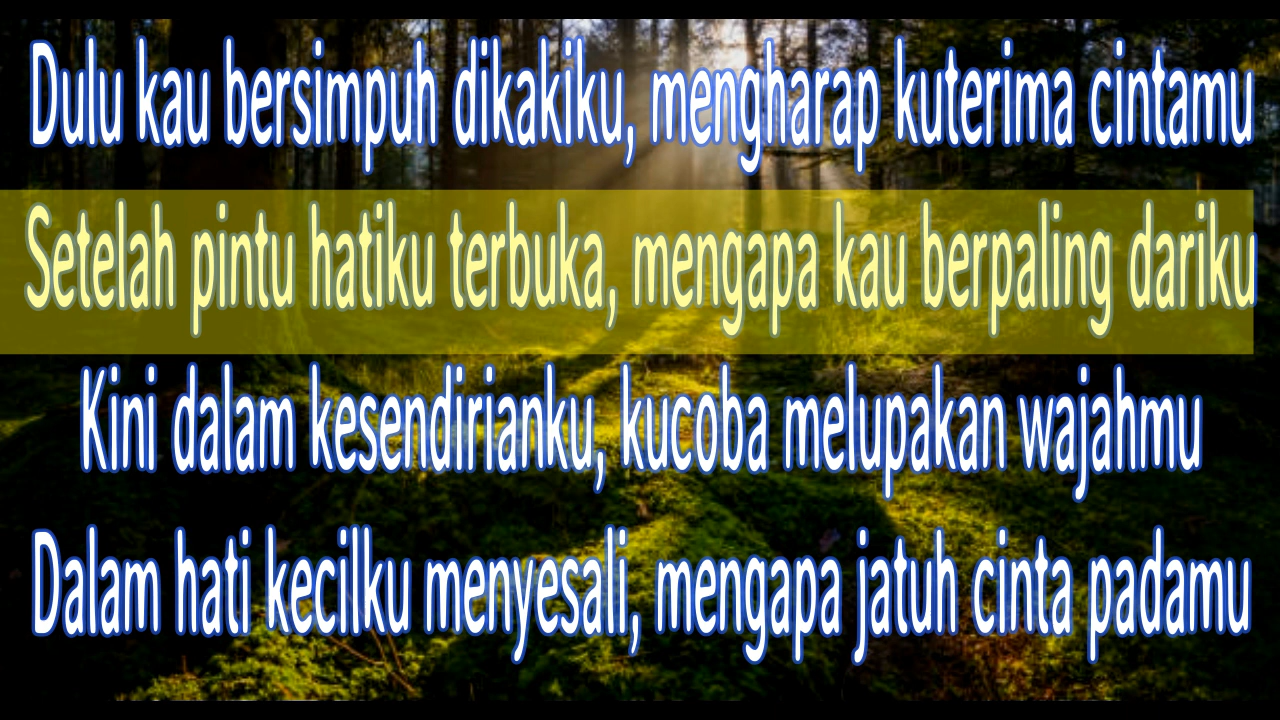 Dulu kau bersimpuh dikakiku, mengharap kuterima cintamu
Setelah pintu hatiku terbuka, mengapa kau berpaling dariku
Kini dalam kesendirianku, kucoba melupakan wajahmu
Dalam hati kecilku menyesali, mengapa jatuh cinta padamu